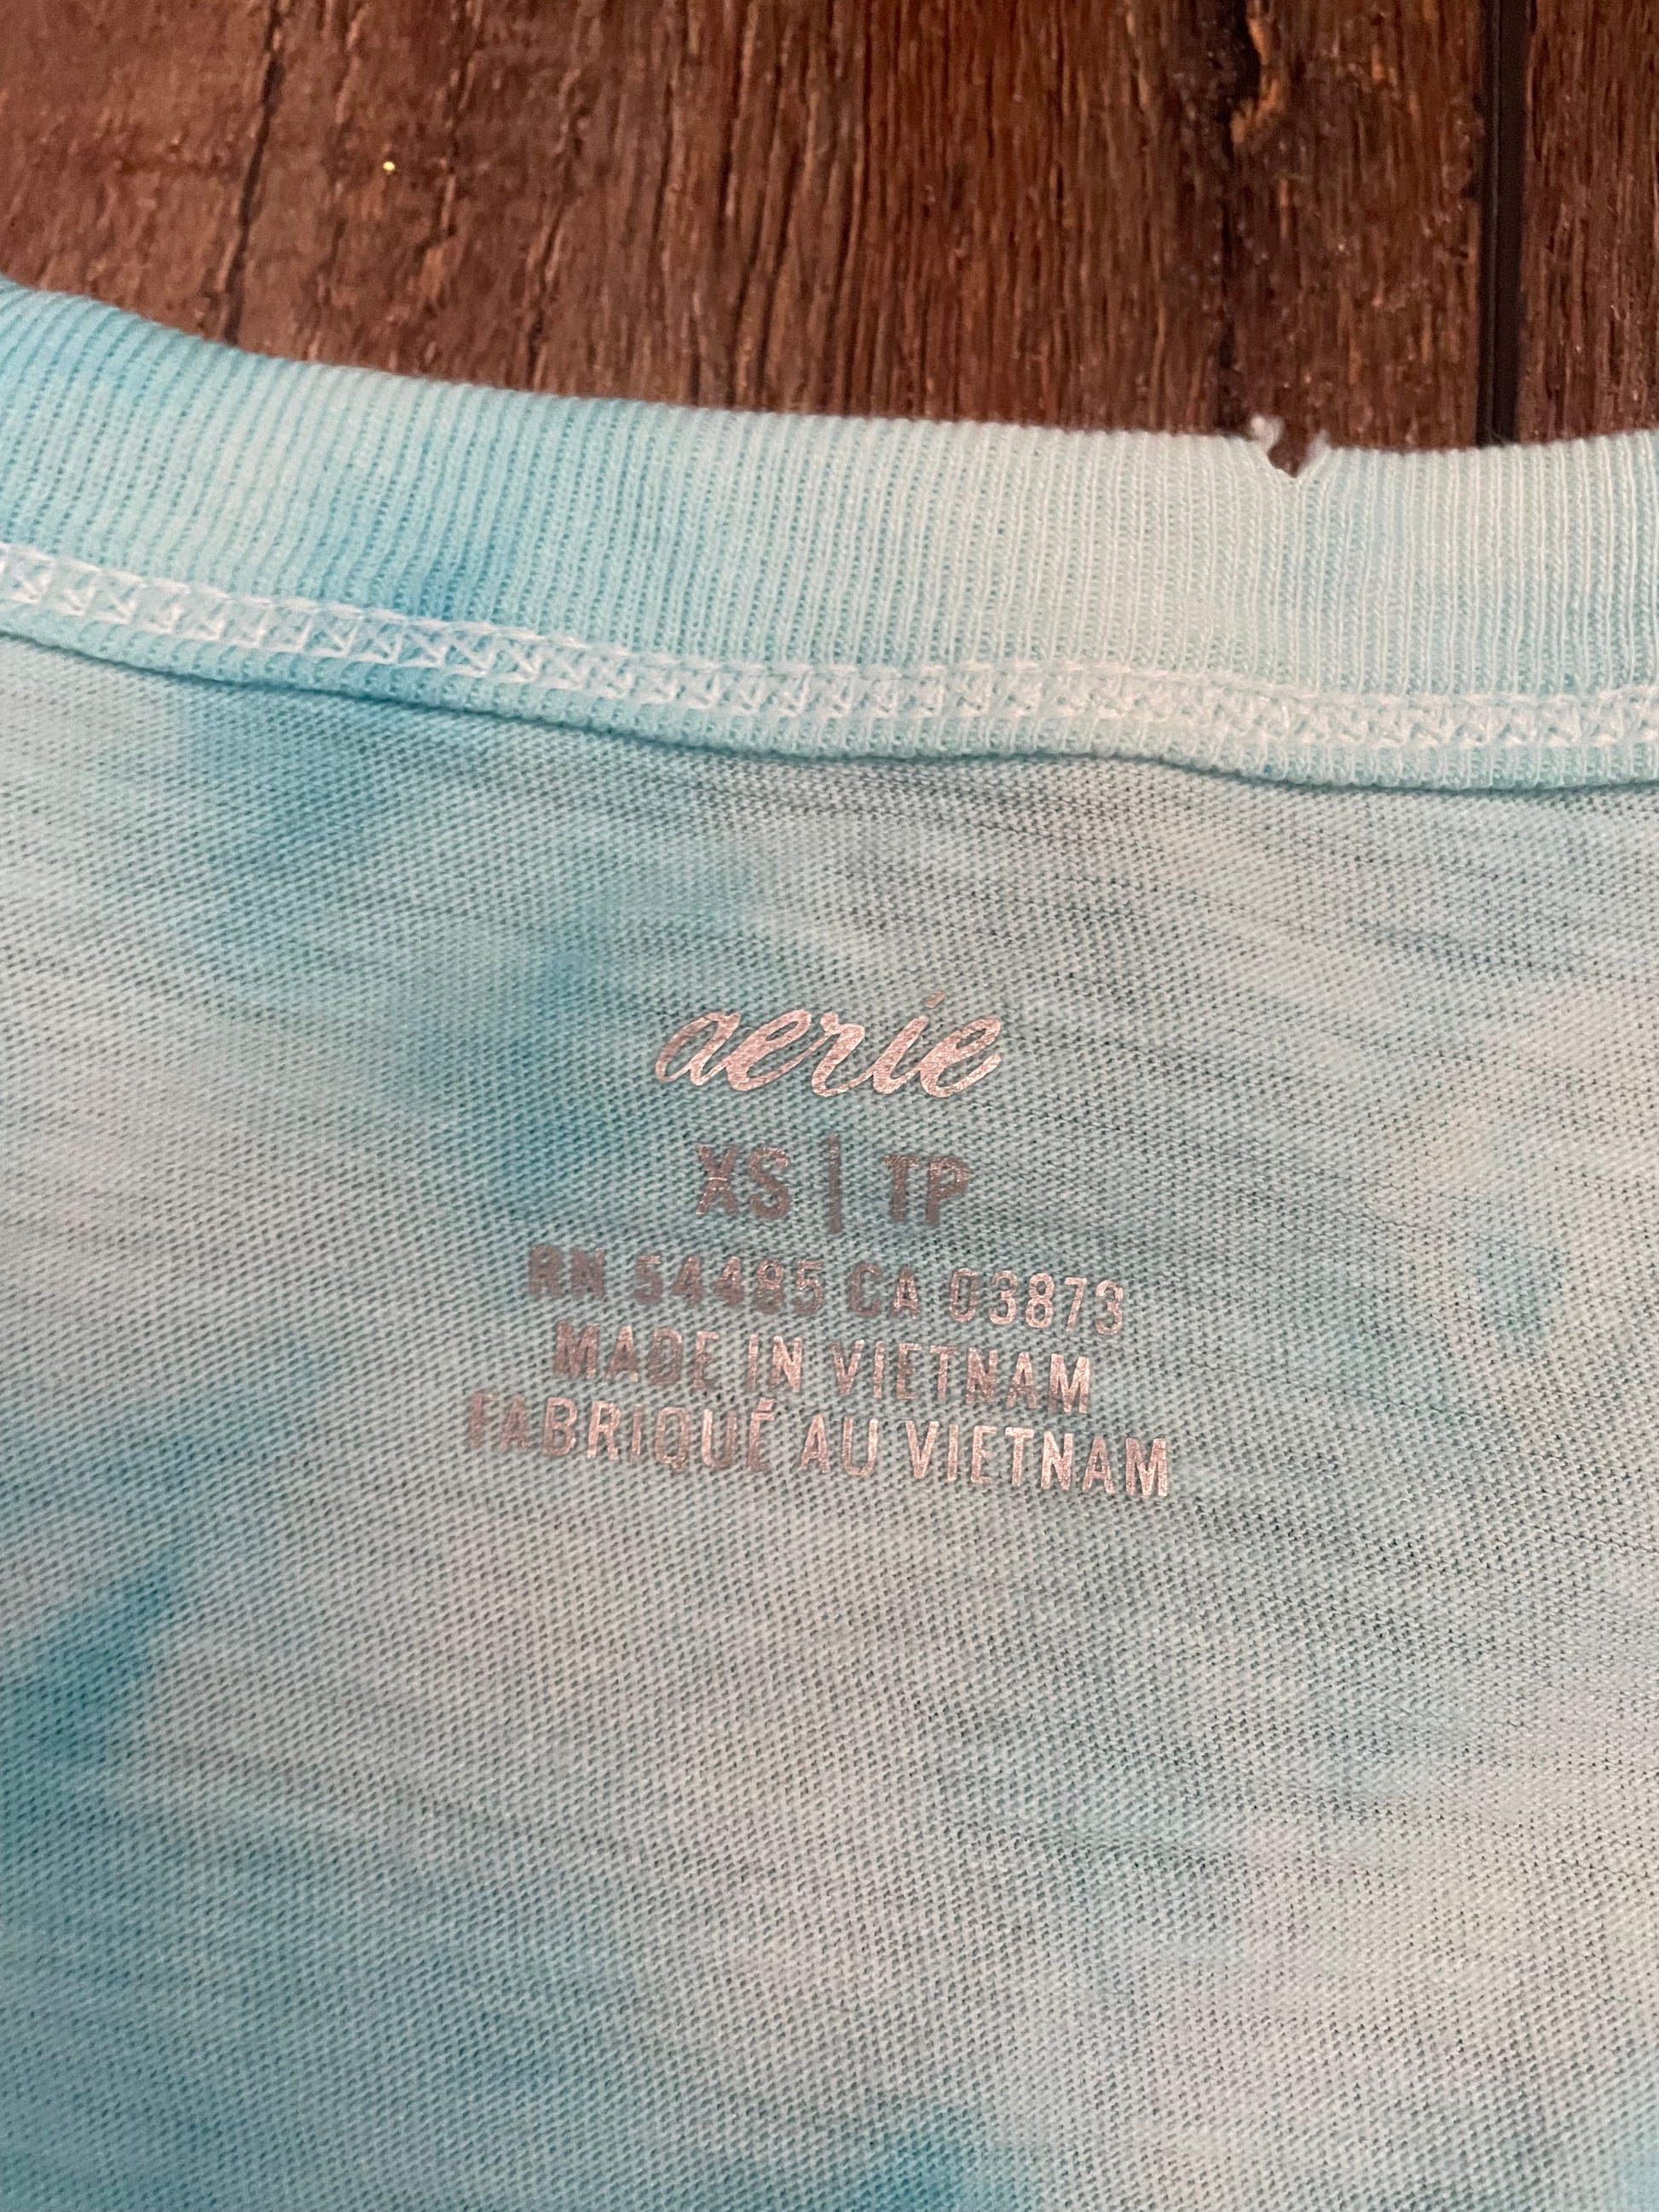 aerie
XS | TP
RN 54485 CA 03873
MADE IN VIETNAM
FABRIQUÉ AU VIETNAM